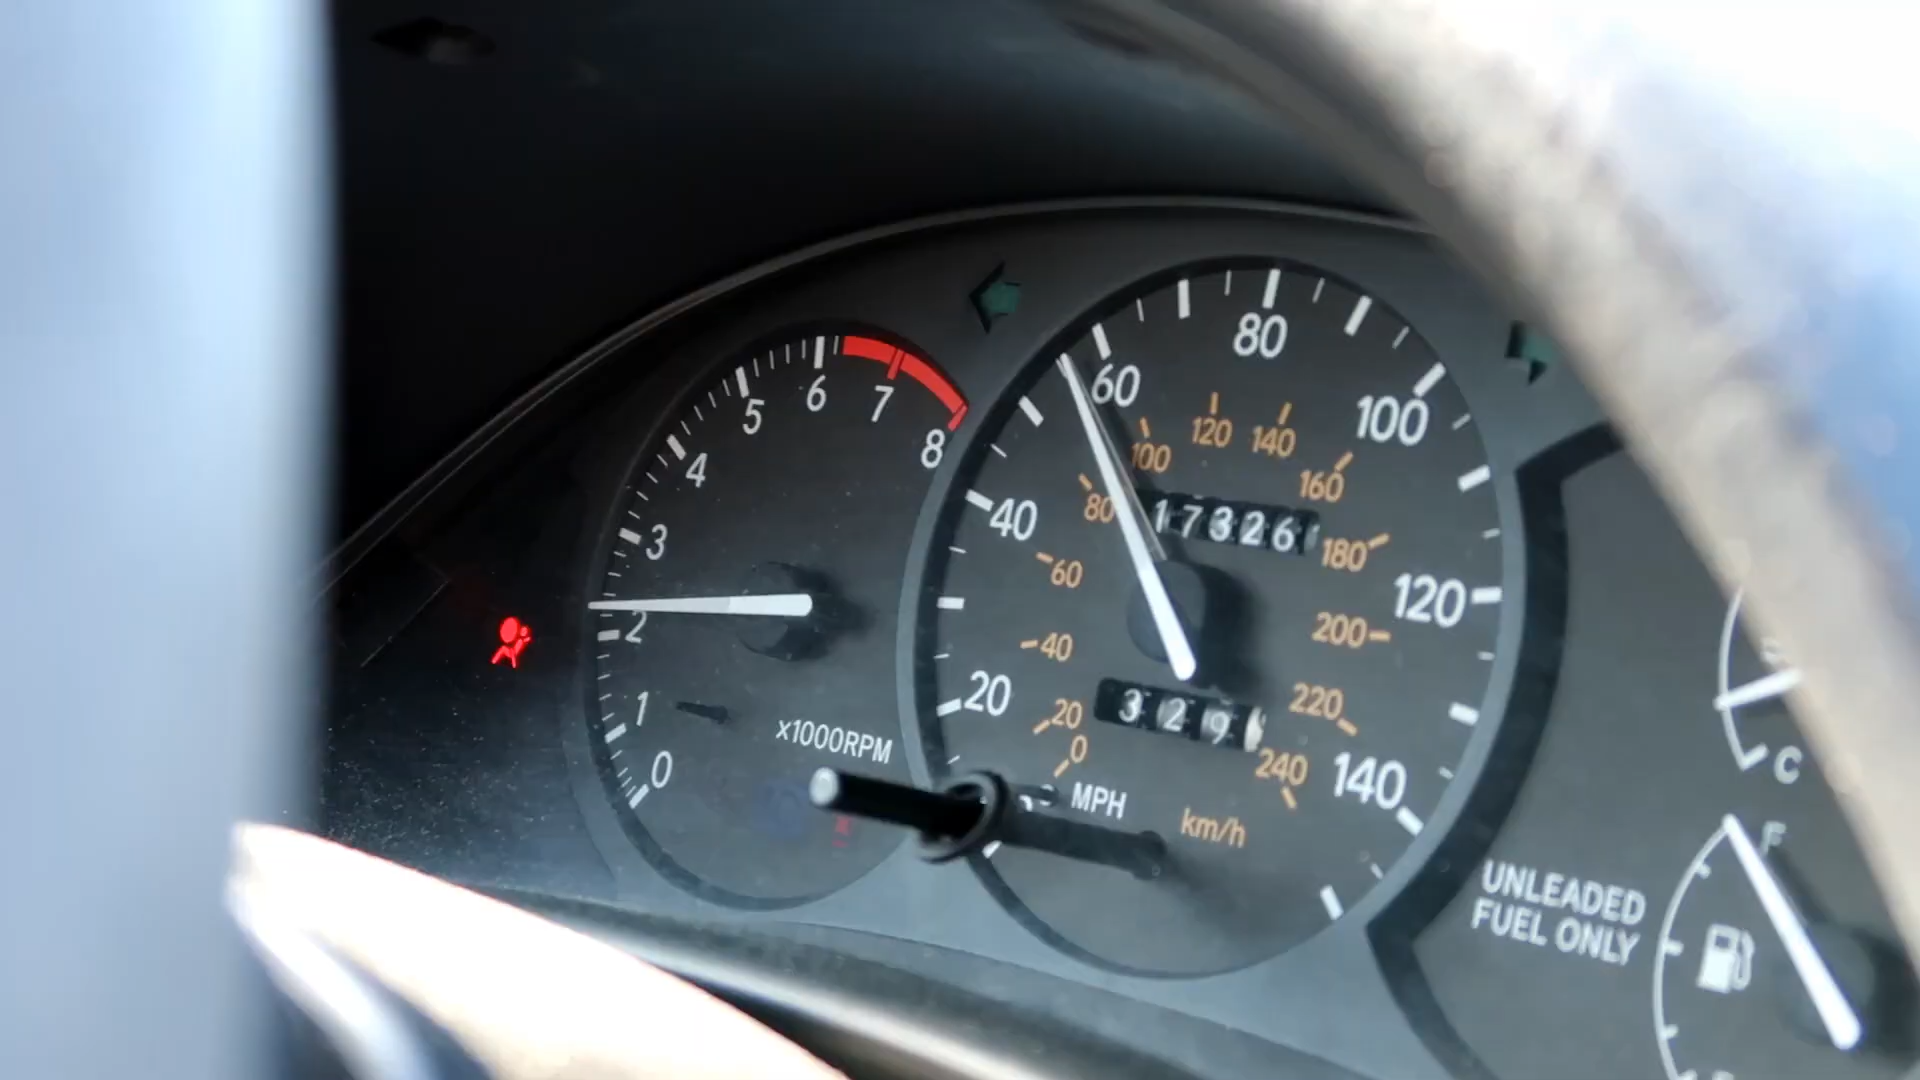 0 1 2 3 4 5 6 7 8
x1000RPM
20 40 60 80 100 120 140
20 40 60 80 100 120 140 160 180 200 220 240
0
17326
329
MPH
km/h
C
F
UNLEADED
FUEL ONLY